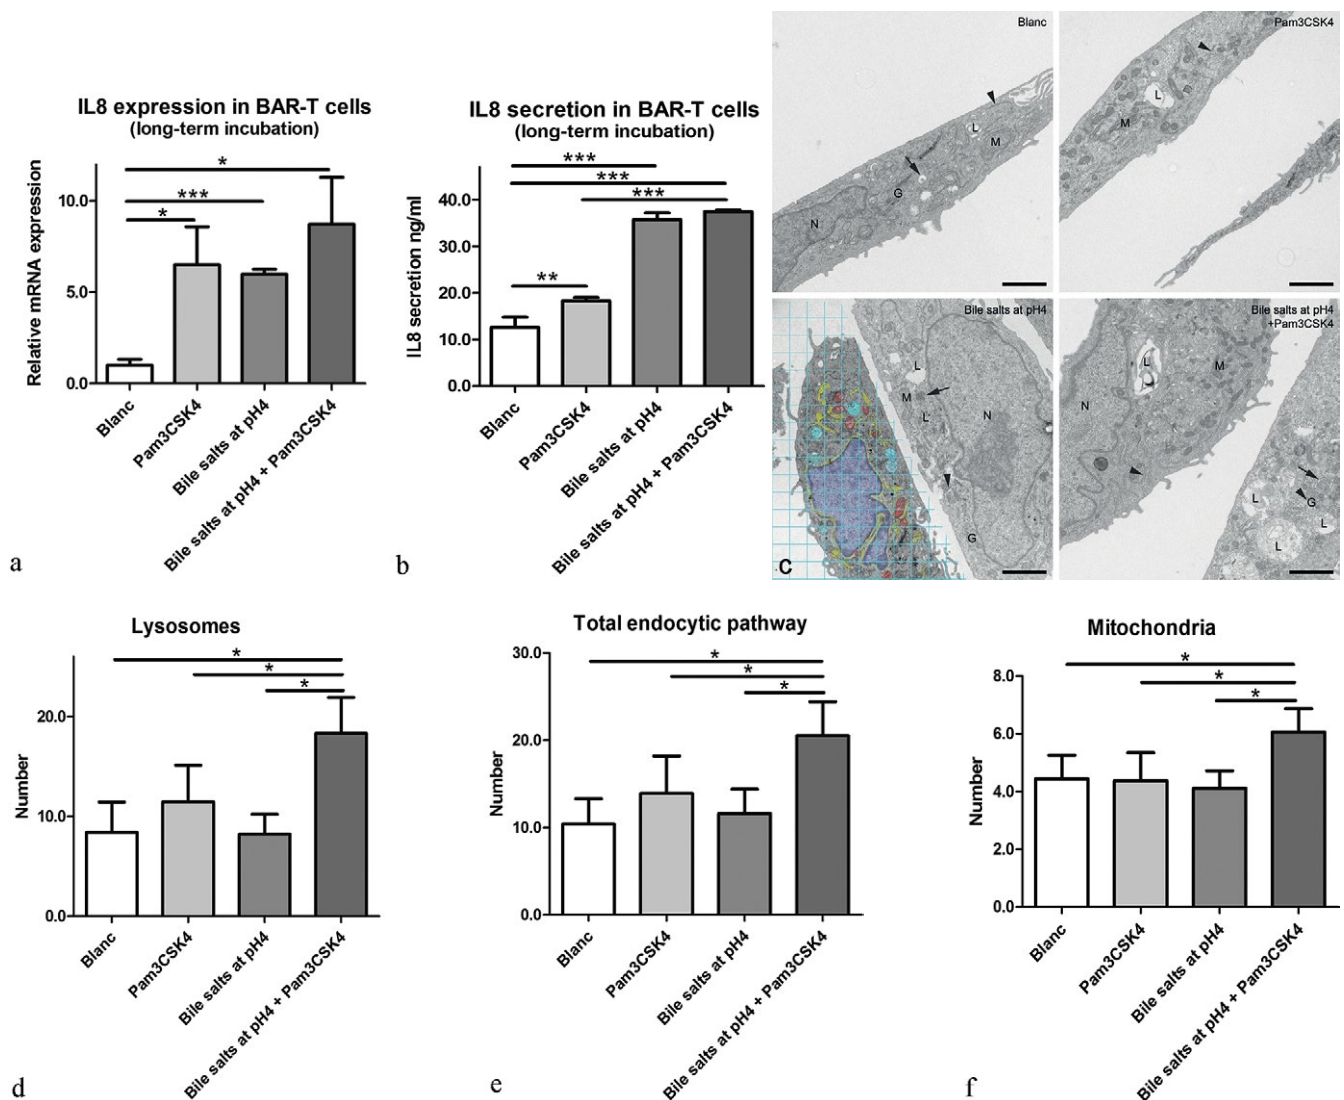 IL8 expression in BAR-T cells
(long-term incubation)
Relative mRNA expression
10.0
5.0
0.0
*
***
*
Blanc
Pam3CSK4
Bile salts at pH4
Bile salts at pH4 + Pam3CSK4
a
IL8 secretion in BAR-T cells
(long-term incubation)
IL8 secretion ng/ml
40.0
30.0
20.0
10.0
0.0
***
***
***
**
Blanc
Pam3CSK4
Bile salts at pH4
Bile salts at pH4 + Pam3CSK4
b
Blanc
L
M
G
N
Pam3CSK4
L
M
Bile salts at pH4
L
M
L
N
G
C
Bile salts at pH4
+Pam3CSK4
L
M
N
G
L
L
L
Lysosomes
Number
20.0
10.0
0.0
*
*
*
Blanc
Pam3CSK4
Bile salts at pH4
Bile salts at pH4 + Pam3CSK4
d
Total endocytic pathway
Number
30.0
20.0
10.0
0.0
*
*
*
Blanc
Pam3CSK4
Bile salts at pH4
Bile salts at pH4 + Pam3CSK4
e
Mitochondria
Number
8.0
6.0
4.0
2.0
0.0
*
*
*
Blanc
Pam3CSK4
Bile salts at pH4
Bile salts at pH4 + Pam3CSK4
f